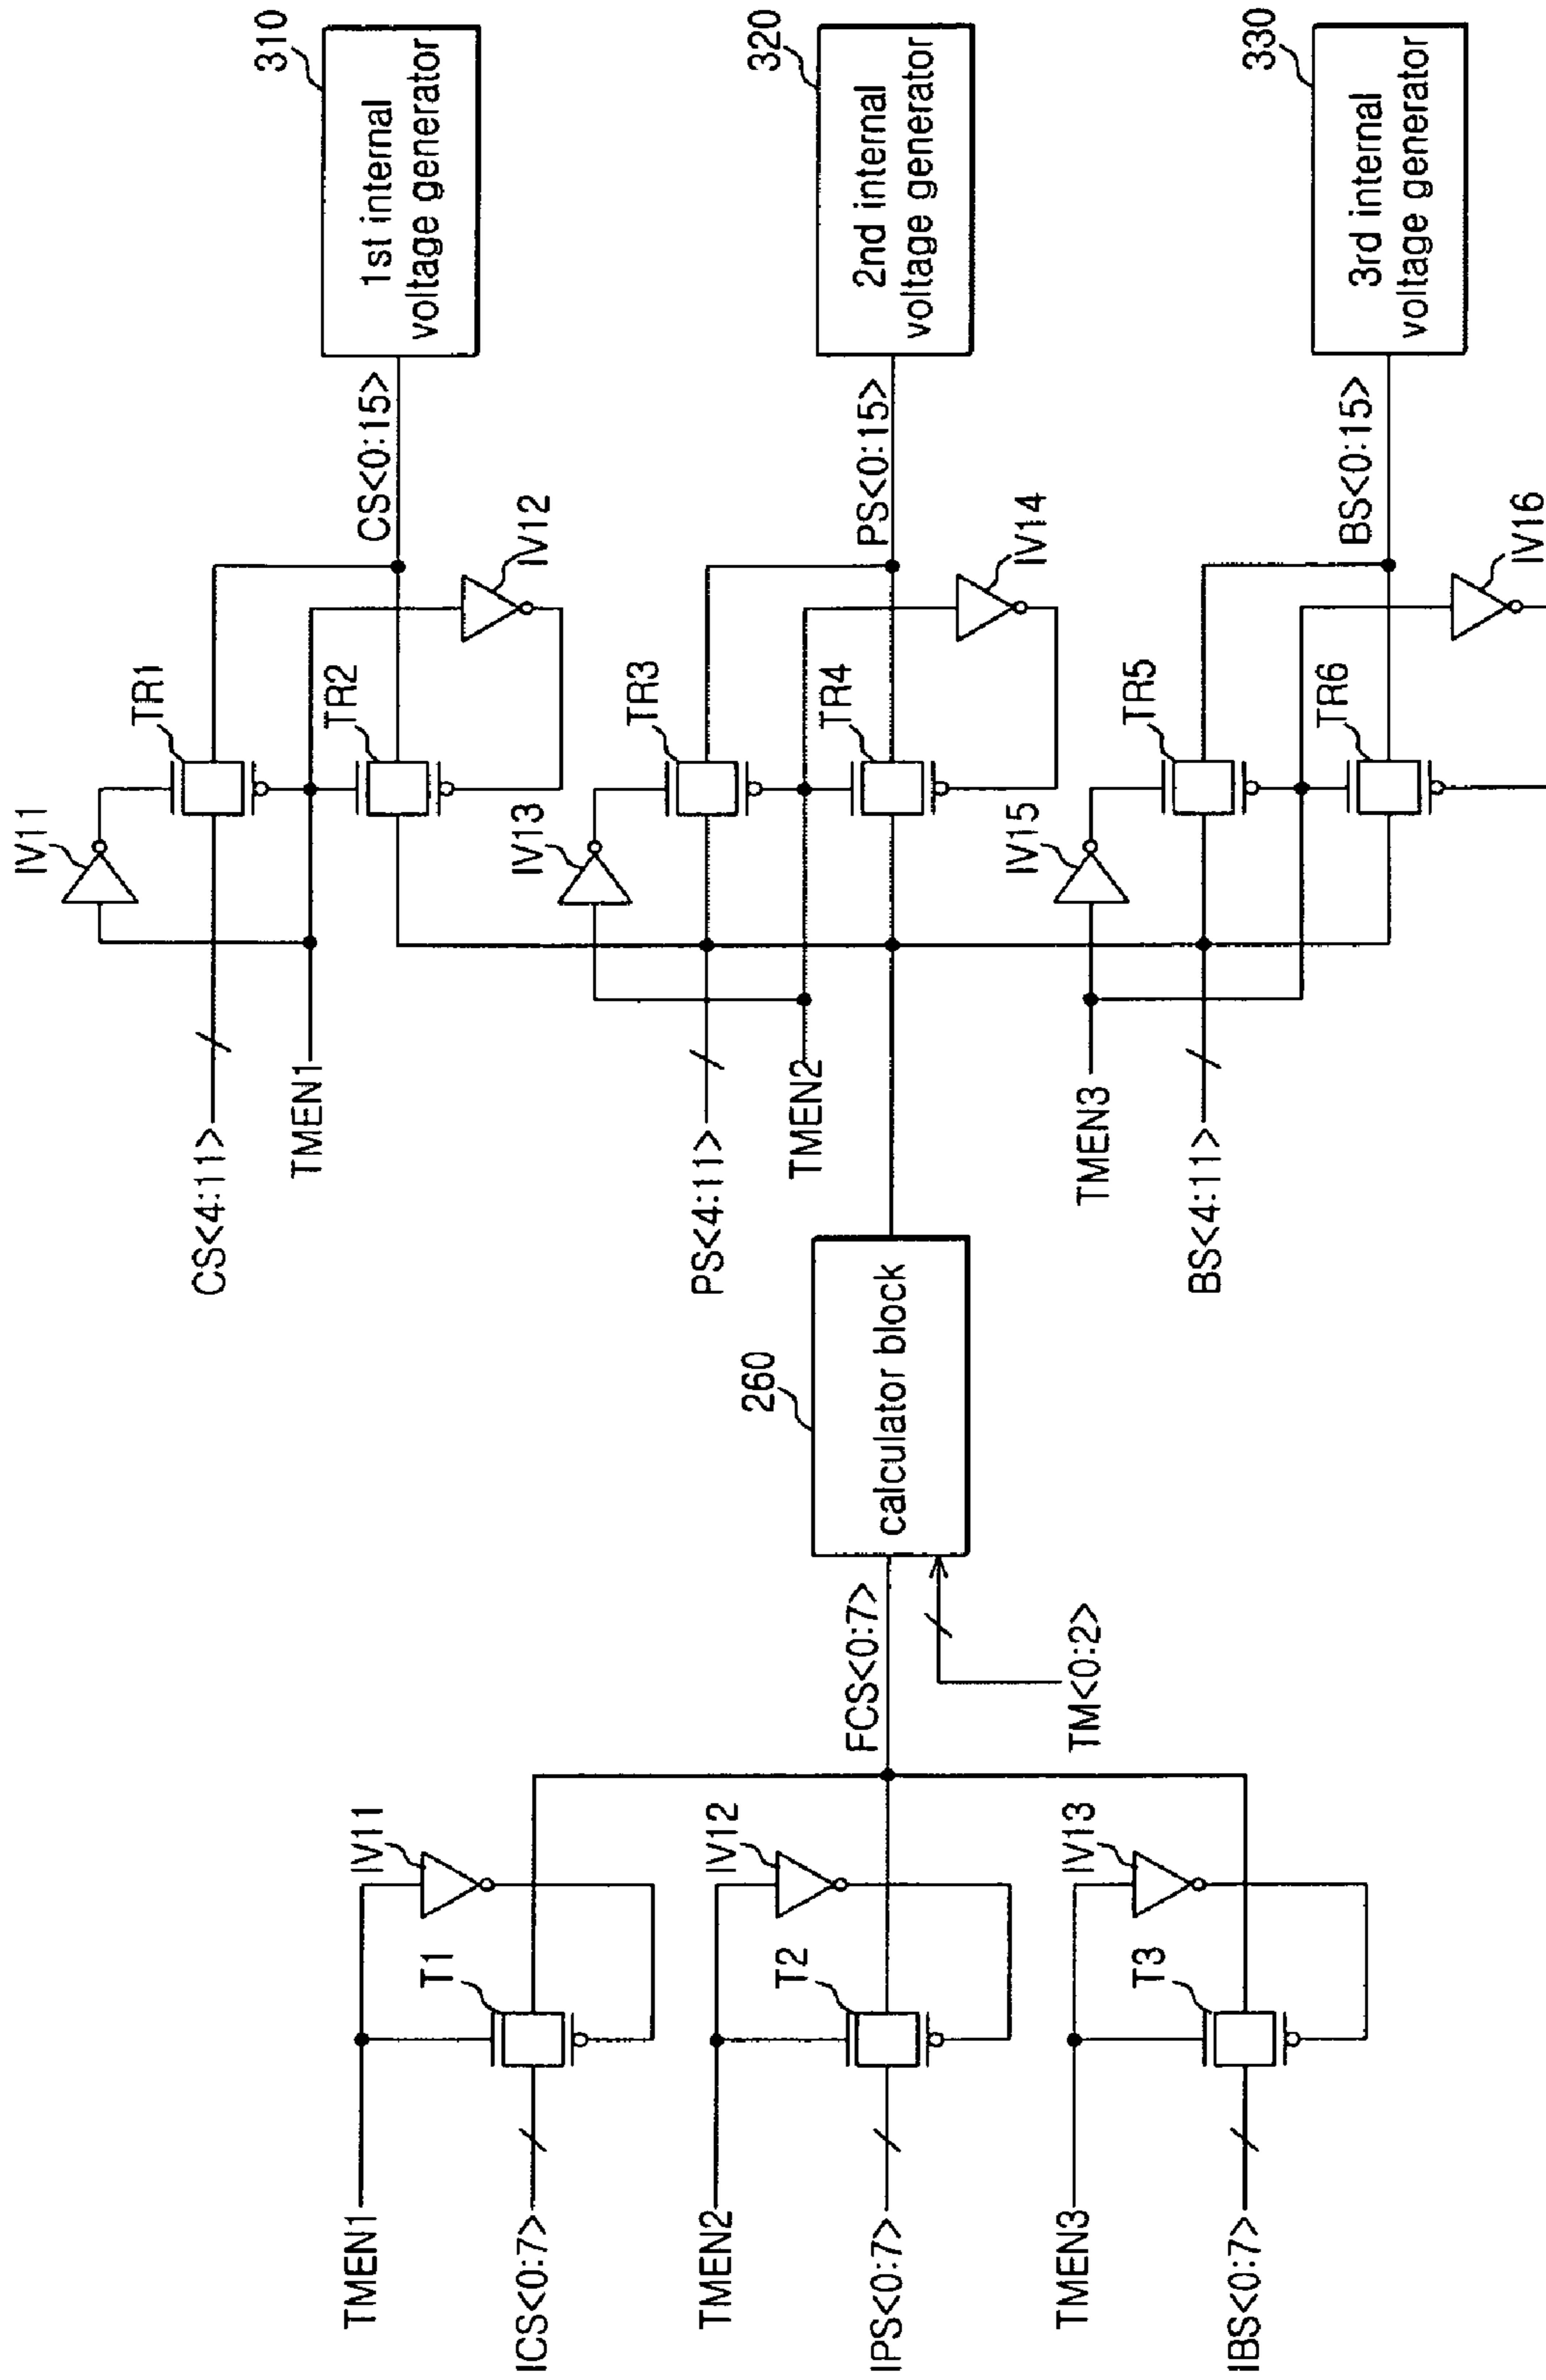 TMEN1
IV11
T1
ICS<0:7>
TMEN2
IV12
T2
IPS<0:7>
TMEN3
IV13
T3
IBS<0:7>
FCS<0:7>
TM<0:2>
260
calculator block
CS<4:11>
TMEN1
IV11
TR1
TR2
IV12
CS<0:15>
310
1st internal
voltage generator
PS<4:11>
TMEN2
IV13
TR3
TR4
IV14
PS<0:15>
320
2nd internal
voltage generator
TMEN3
BS<4:11>
IV15
TR5
TR6
IV16
BS<0:15>
330
3rd internal
voltage generator